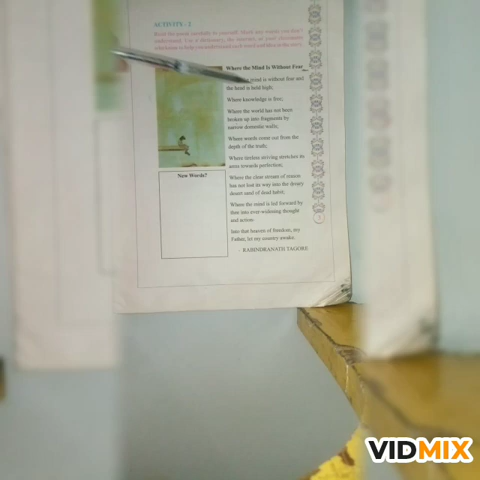 ACTIVITY - 1
Where the Mind Is Without Fear
mind is without fear and
the head is held high;
Where knowledge is free;
Where the world has not been
broken up into fragments by
narrow domestic walls;
Where words come out from the
depth of the truth;
Where tireless striving stretches its
arms towards perfection;
Where the clear stream of reason
has not lost its way into the dreary
desert sand of dead habit;
Where the mind is led forward by
thee into ever-widening thought
and action
Into that heaven of freedom, my
Father, let my country awake.
- RABINDRANATH TAGORE
New Words?
VIDMIX